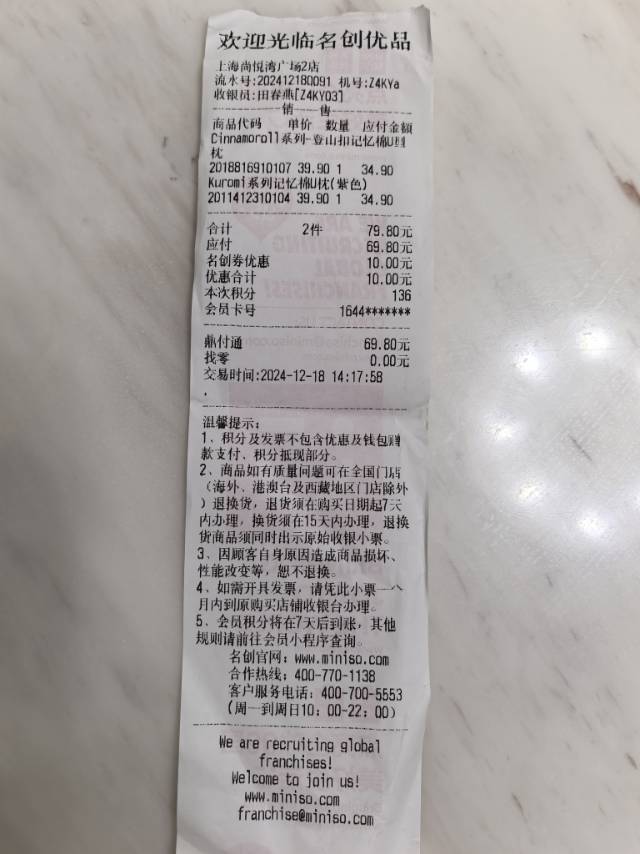 欢迎光临名创优品
上海尚悦湾广场2店
流水号:202412180091 机号:Z4KYa
收银员:田春燕[Z4KY03]
销 售
商品代码 单价 数量 应付金额
Cinnamoroll系列-登山扣记忆棉U型
枕
2018816910107 39.90 1 34.90
Kuromi系列记忆棉U枕(紫色)
2011412310104 39.90 1 34.90
合计 2件 79.80元
应付 69.80元
名创券优惠 10.00元
优惠合计 10.00元
本次积分 136
会员卡号 1644*******
鼎付通 69.80元
找零 0.00元
交易时间:2024-12-18 14:17:58
.
温馨提示:
1、积分及发票不包含优惠及钱包赠
款支付、积分抵现部分。
2、商品如有质量问题可在全国门店
(海外、港澳台及西藏地区门店除外
)退换货,退货须在购买日期起7天
内办理,换货须在15天内办理,退换
货商品须同时出示原始收银小票。
3、因顾客自身原因造成商品损坏、
性能改变等,恕不退换。
4、如需开具发票,请凭此小票一个
月内到原购买店铺收银台办理。
5、会员积分将在7天后到账,其他
规则请前往会员小程序查询。
名创官网:www.miniso.com
合作热线:400-770-1138
客户服务电话:400-700-5553
(周一到周日10:00-22:00)
We are recruiting global
franchises!
Welcome to join us!
www.miniso.com
franchise@miniso.com